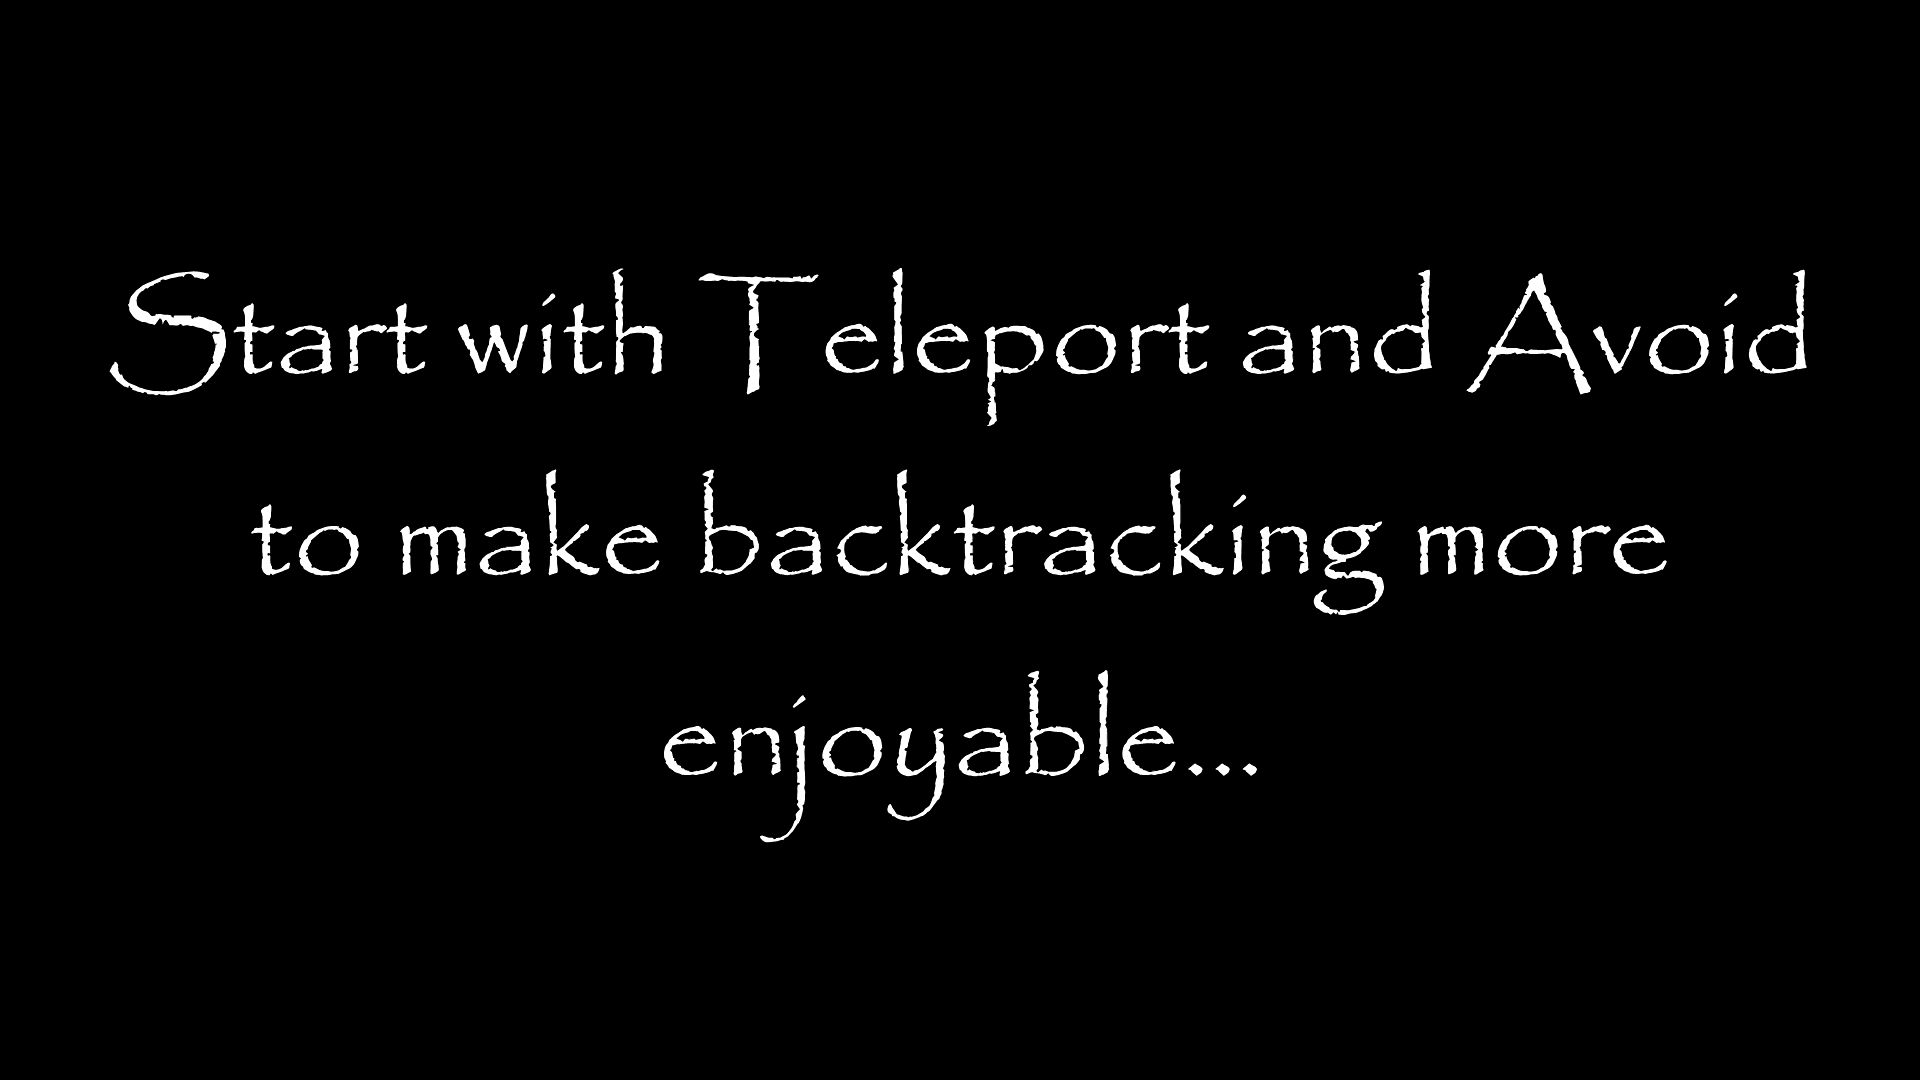 Start with Teleport and Avoid
to make backtracking more
enjoyable...